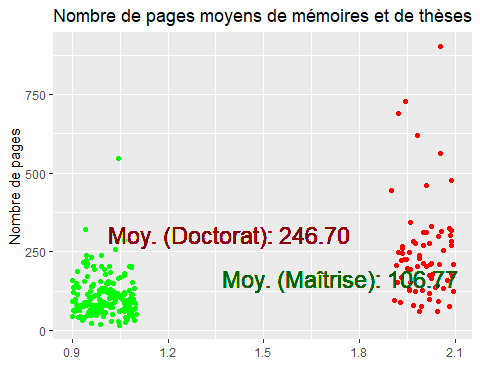 Nombre de pages moyens de mémoires et de thèses
Nombre de pages
750
500
250
0
Moy. (Doctorat): 246.70
Moy. (Maîtrise): 106.77
0.9 1.2 1.5 1.8 2.1